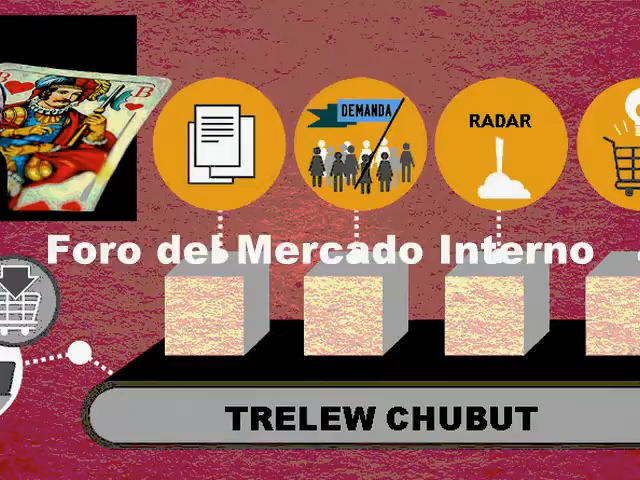 B
B
DEMANDA
RADAR
Foro del Mercado Interno
TRELEW CHUBUT